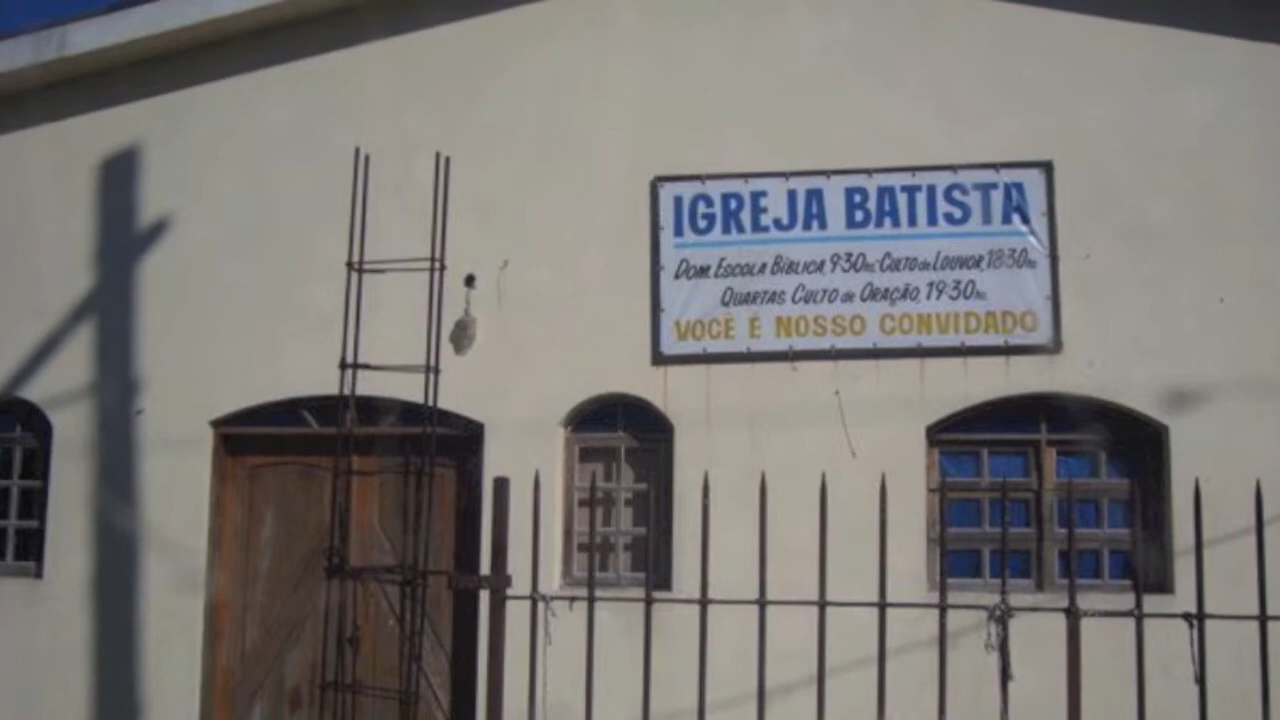 IGREJA BATISTA
DOM. ESCOLA BÍBLICA, 9:30hs. CULTO de LOUVOR, 18:30hs
QUARTAS CULTO de ORAÇÃO, 19:30hs.
VOCÊ É NOSSO CONVIDADO